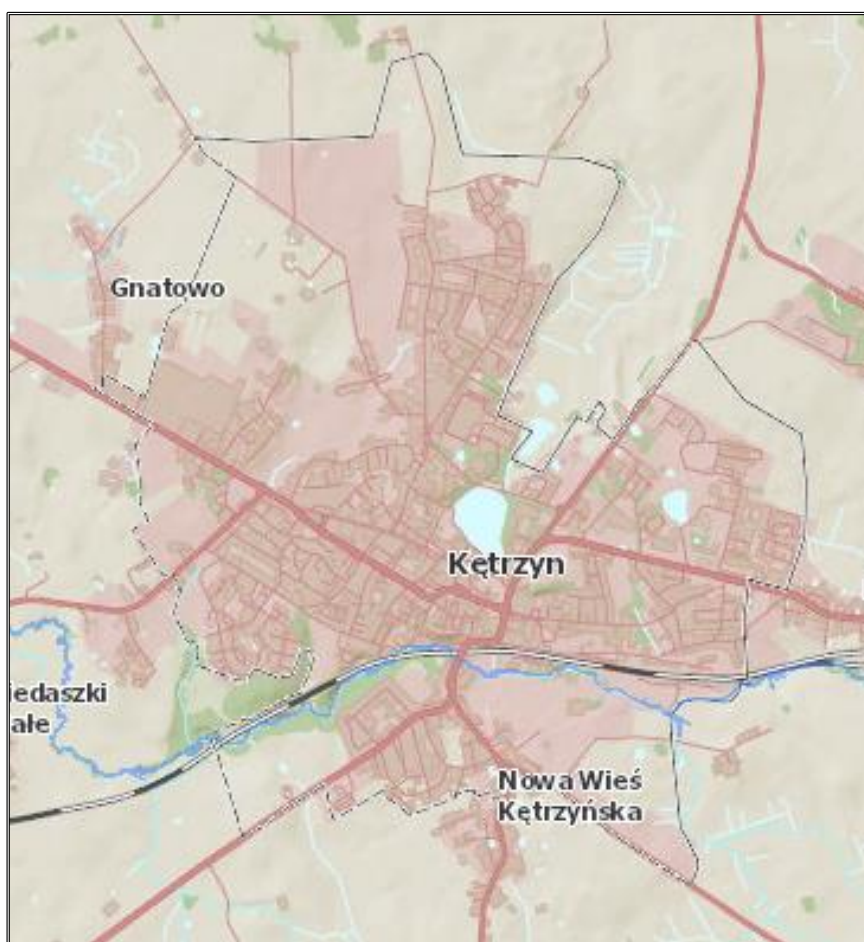 Gnatowo
Kętrzyn
iedaszki
ałe
Nowa Wieś
Kętrzyńska